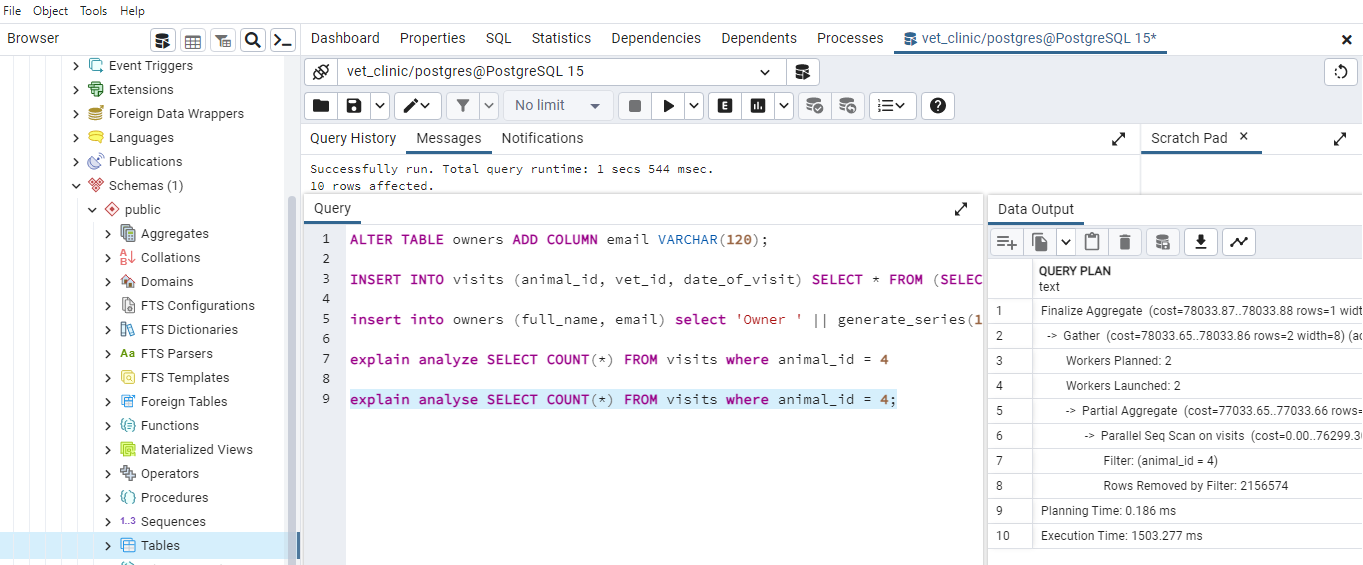 File Object Tools Help
Browser
Dashboard Properties SQL Statistics Dependencies Dependents Processes vet_clinic/postgres@PostgreSQL 15*
Event Triggers
Extensions
Foreign Data Wrappers
Languages
Publications
Schemas (1)
public
Aggregates
Collations
Domains
FTS Configurations
FTS Dictionaries
Aa FTS Parsers
FTS Templates
Foreign Tables
Functions
Materialized Views
Operators
Procedures
1..3 Sequences
Tables
vet_clinic/postgres@PostgreSQL 15
No limit
E
Query History Messages Notifications
Scratch Pad
Successfully run. Total query runtime: 1 secs 544 msec.
10 rows affected.
Query
1 ALTER TABLE owners ADD COLUMN email VARCHAR(120);
2
3 INSERT INTO visits (animal_id, vet_id, date_of_visit) SELECT * FROM (SELEC
4
5 insert into owners (full_name, email) select 'Owner ' || generate_series(1
6
7 explain analyze SELECT COUNT(*) FROM visits where animal_id = 4
8
9 explain analyse SELECT COUNT(*) FROM visits where animal_id = 4;
Data Output
QUERY PLAN
text
1 Finalize Aggregate (cost=78033.87..78033.88 rows=1 widt
2 -> Gather (cost=78033.65..78033.86 rows=2 width=8) (a
3 Workers Planned: 2
4 Workers Launched: 2
5 -> Partial Aggregate (cost=77033.65..77033.66 rows=
6 -> Parallel Seq Scan on visits (cost=0.00..76299.3
7 Filter: (animal_id = 4)
8 Rows Removed by Filter: 2156574
9 Planning Time: 0.186 ms
10 Execution Time: 1503.277 ms